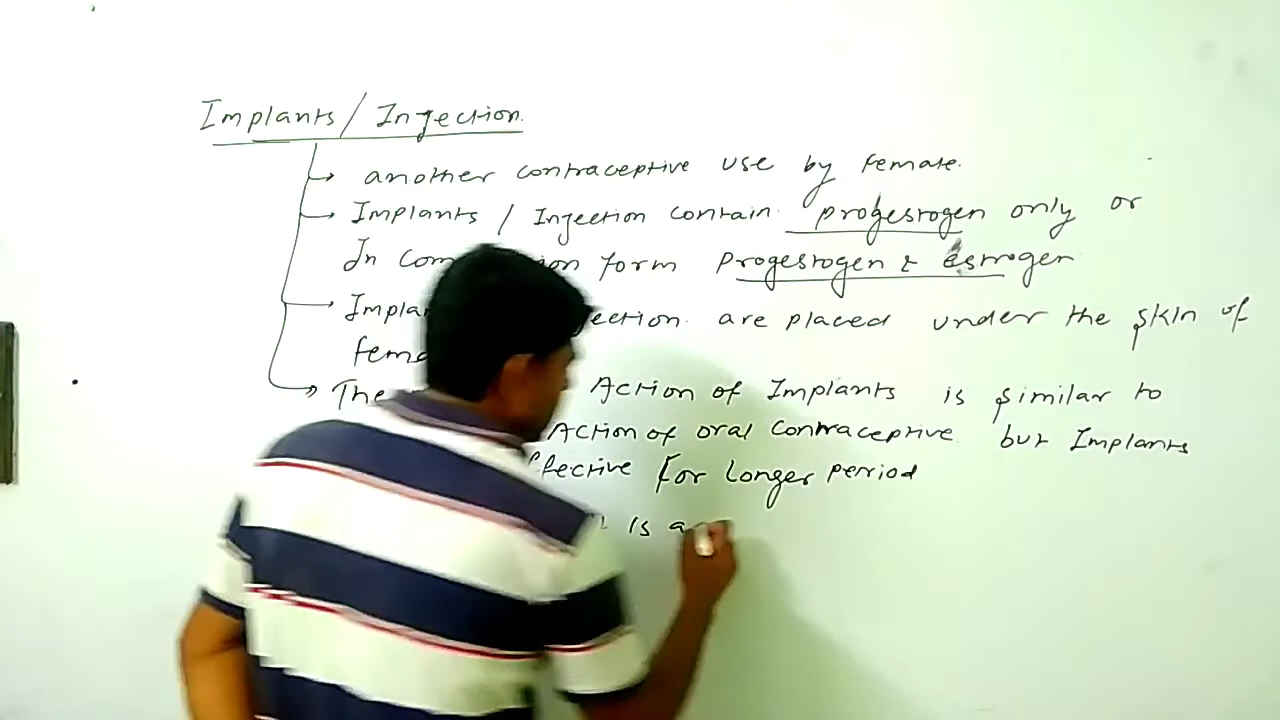 Implants / Injection.
another contraceptive use by female.
Implants / Injection contain progestogen only or
In form progestogen & estrogen
are placed under the skin of
The Action of Implants is similar to
Action of oral contraceptive but Implants
for longer period
is